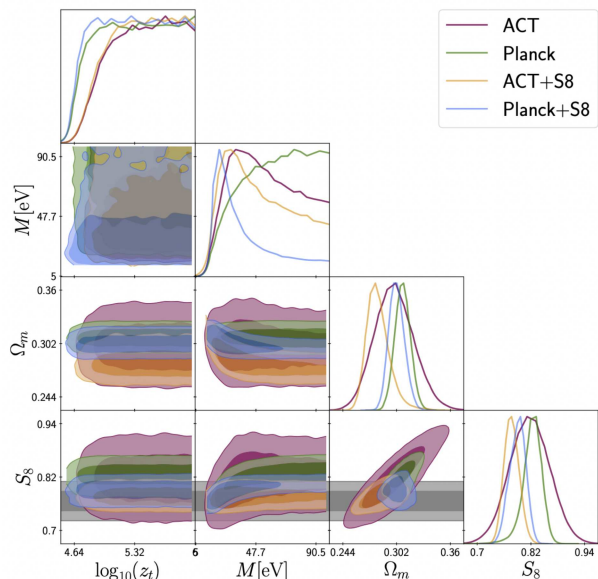 ACT
Planck
ACT+S8
Planck+S8
M[eV]
90.5
47.7
5
Ωm
0.36
0.302
0.244
S8
0.94
0.82
0.7
4.64
5.32
6
5
47.7
90.5
0.244
0.302
0.36
0.7
0.82
0.94
log10(zt)
M[eV]
Ωm
S8